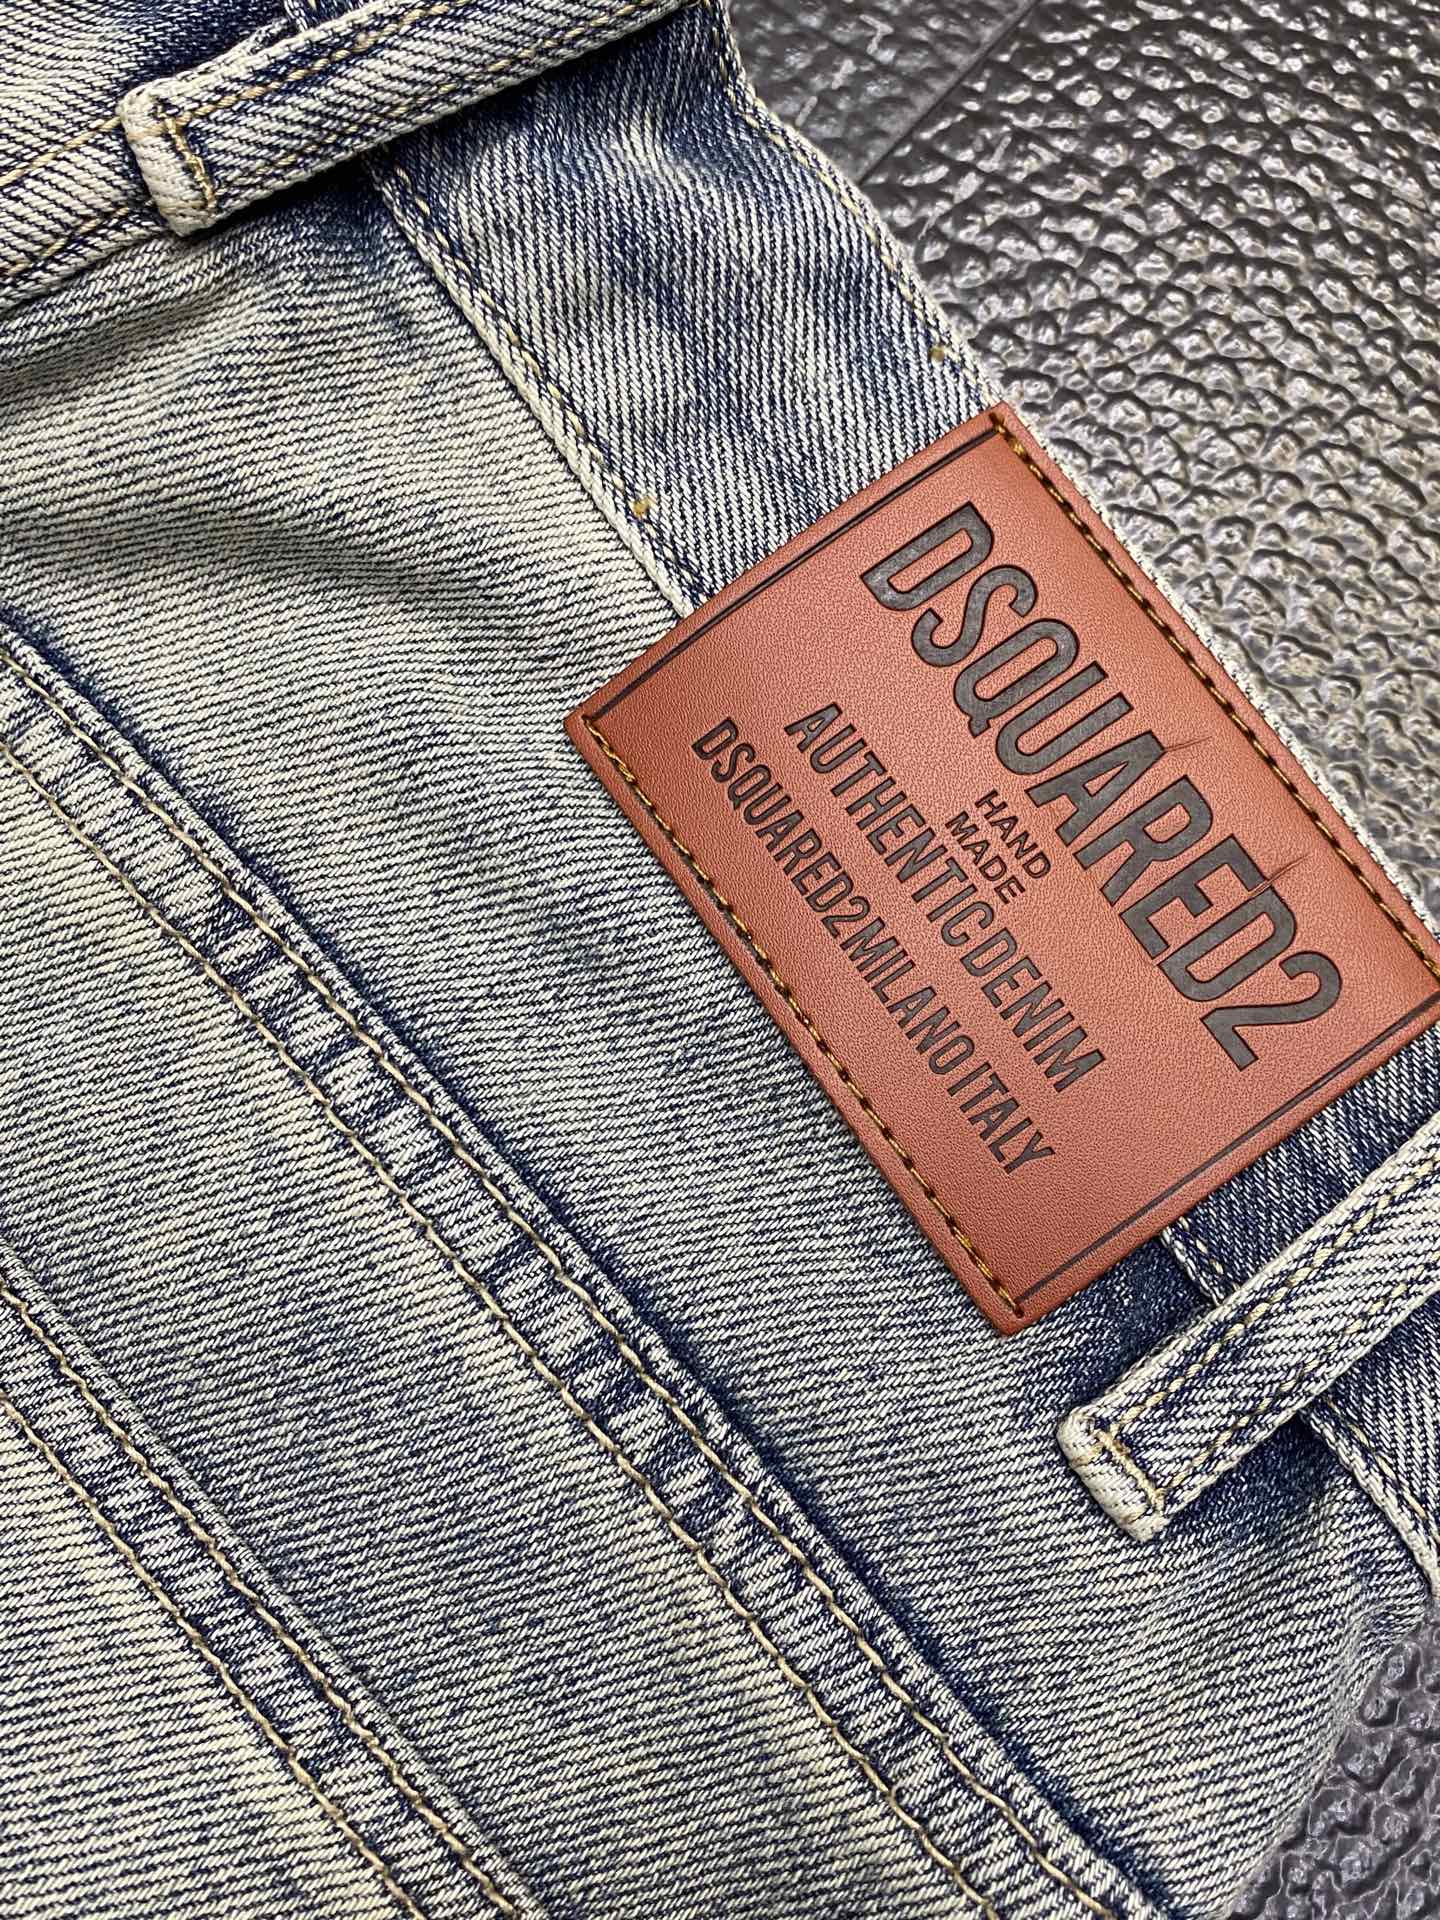 DSQUARED2
HAND
MADE
AUTHENTIC DENIM
DSQUARED2 MILANO ITALY